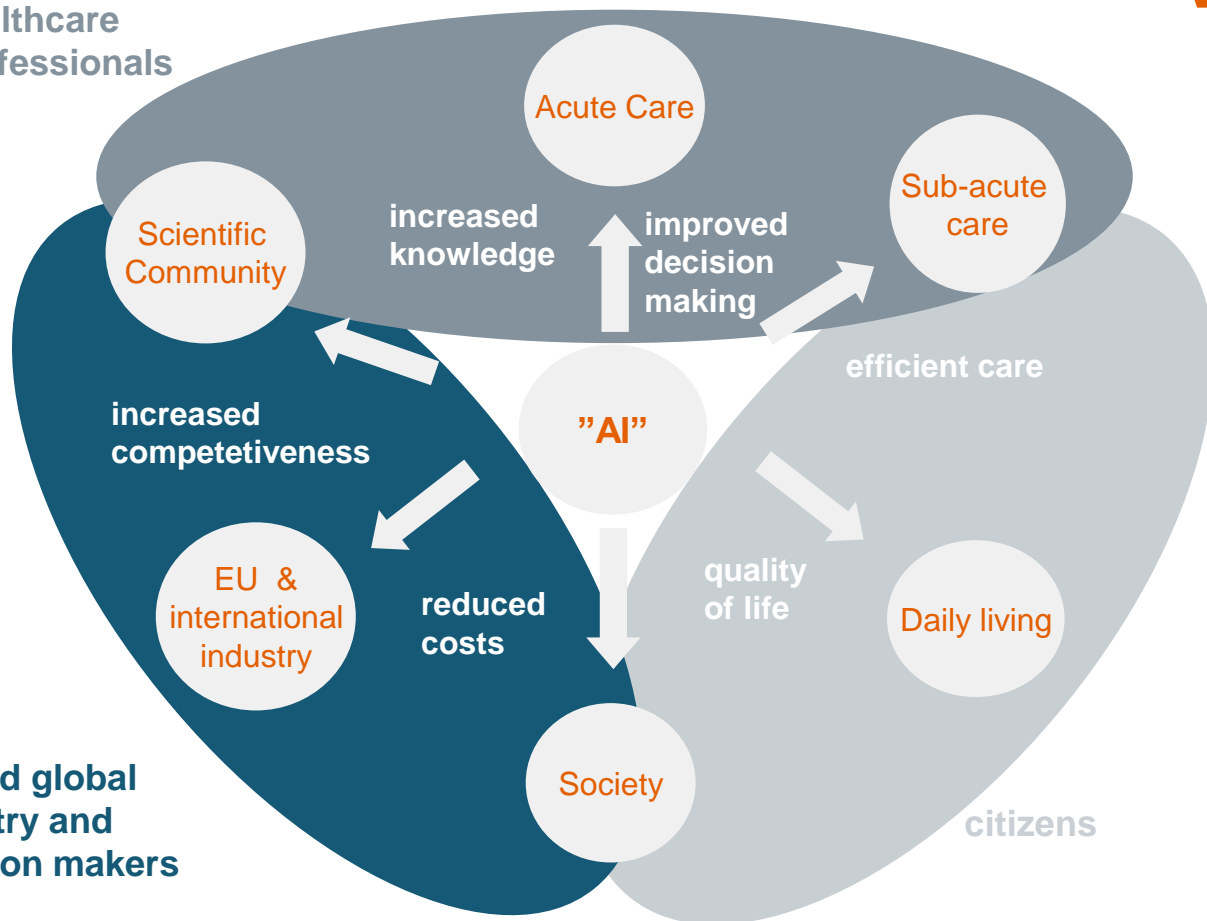 lthcare
fessionals
Acute Care
Sub-acute
care
Scientific
Community
increased
knowledge
improved
decision
making
efficient care
”AI”
increased
competetiveness
EU & 
international
industry
reduced
costs
quality
of life
Daily living
Society
d global
try and
on makers
citizens